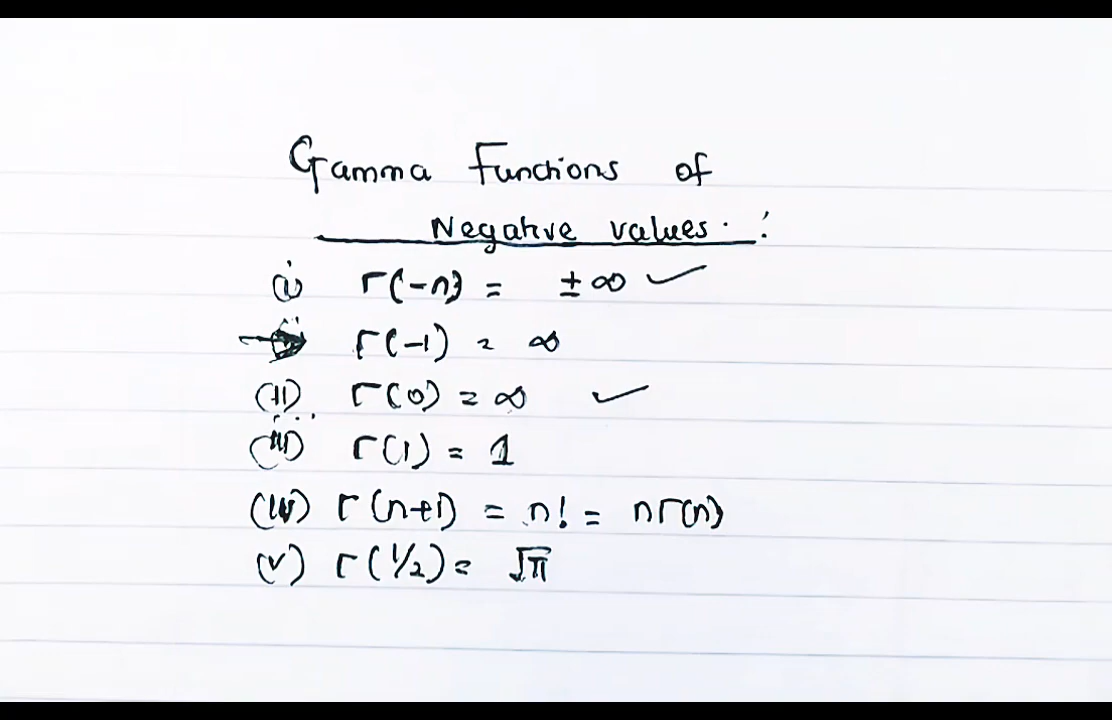 Gamma Functions of
Negative values. :
(i) Γ(-n) = ± ∞ ✓
Γ(-1) = ∞
(ii) Γ(0) = ∞ ✓
(iii) Γ(1) = 1
(iv) Γ(n+1) = n! = nΓ(n)
(v) Γ(1/2) = √π